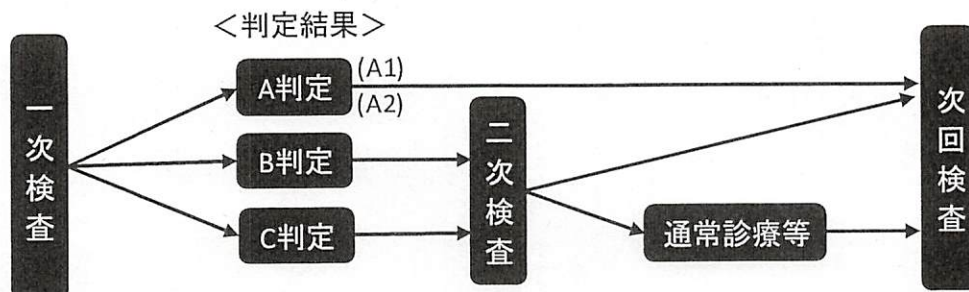 <判定結果>
一次検査
A判定
(A1)
(A2)
B判定
C判定
二次検査
通常診療等
次回検査